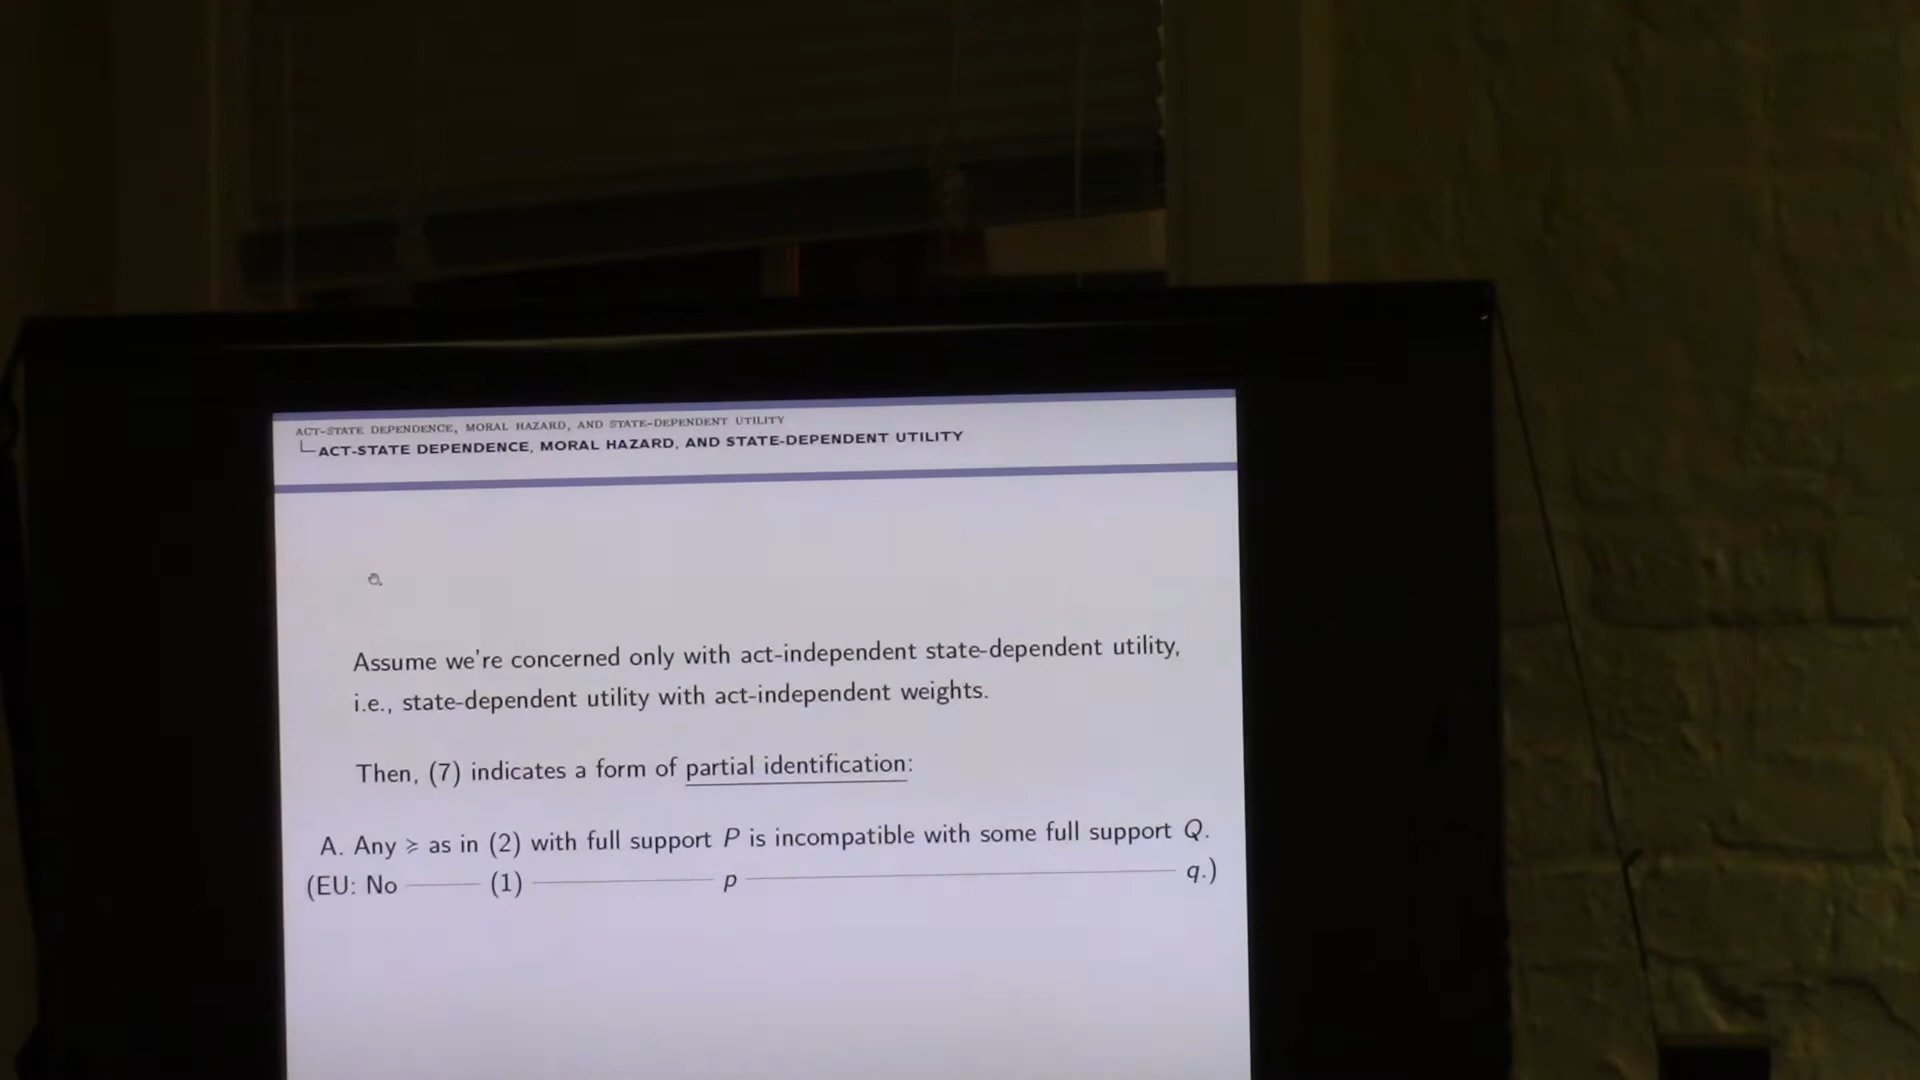 ACT-STATE DEPENDENCE, MORAL HAZARD, AND STATE-DEPENDENT UTILITY
ACT-STATE DEPENDENCE, MORAL HAZARD, AND STATE-DEPENDENT UTILITY
Assume we're concerned only with act-independent state-dependent utility,
i.e., state-dependent utility with act-independent weights.
Then, (7) indicates a form of partial identification:
A. Any ≽ as in (2) with full support P is incompatible with some full support Q.
(EU: No —— (1) —— p —— q.)